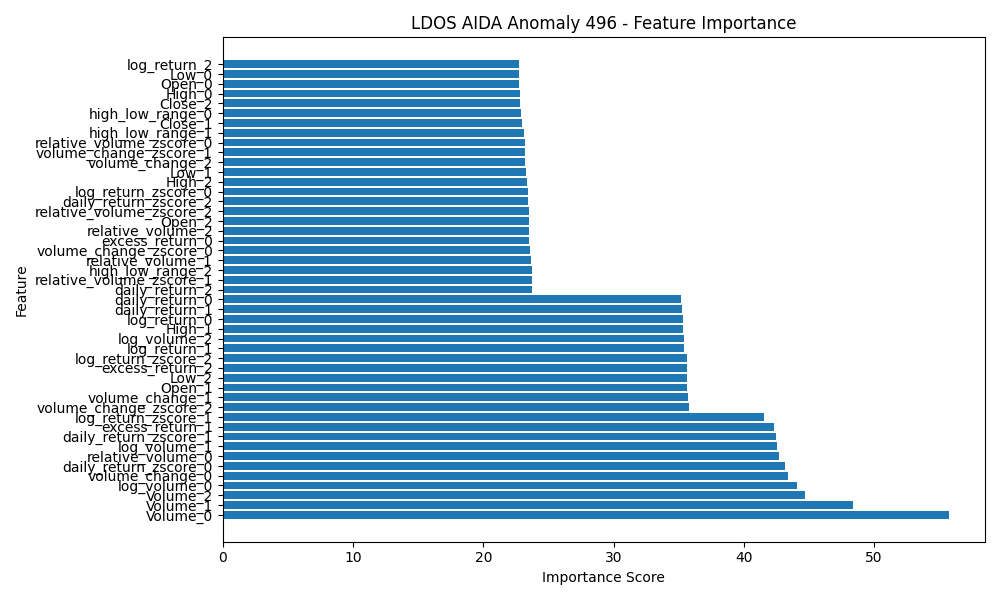 LDOS AIDA Anomaly 496 - Feature Importance
log_return_2
Low_0
Open_0
High_0
Close_2
high_low_range_0
Close_1
high_low_range_1
relative_volume_zscore_0
volume_change_zscore_1
volume_change_2
Low_1
High_2
log_return_zscore_0
daily_return_zscore_2
relative_volume_zscore_2
Open_2
relative_volume_2
excess_return_0
volume_change_zscore_0
relative_volume_1
high_low_range_2
relative_volume_zscore_1
daily_return_2
daily_return_0
daily_return_1
log_return_0
High_1
log_volume_2
log_return_1
log_return_zscore_2
excess_return_2
Low_2
Open_1
volume_change_1
volume_change_zscore_2
log_return_zscore_1
excess_return_1
daily_return_zscore_1
log_volume_1
relative_volume_0
daily_return_zscore_0
volume_change_0
log_volume_0
Volume_2
Volume_1
Volume_0
Feature
0 10 20 30 40 50
Importance Score